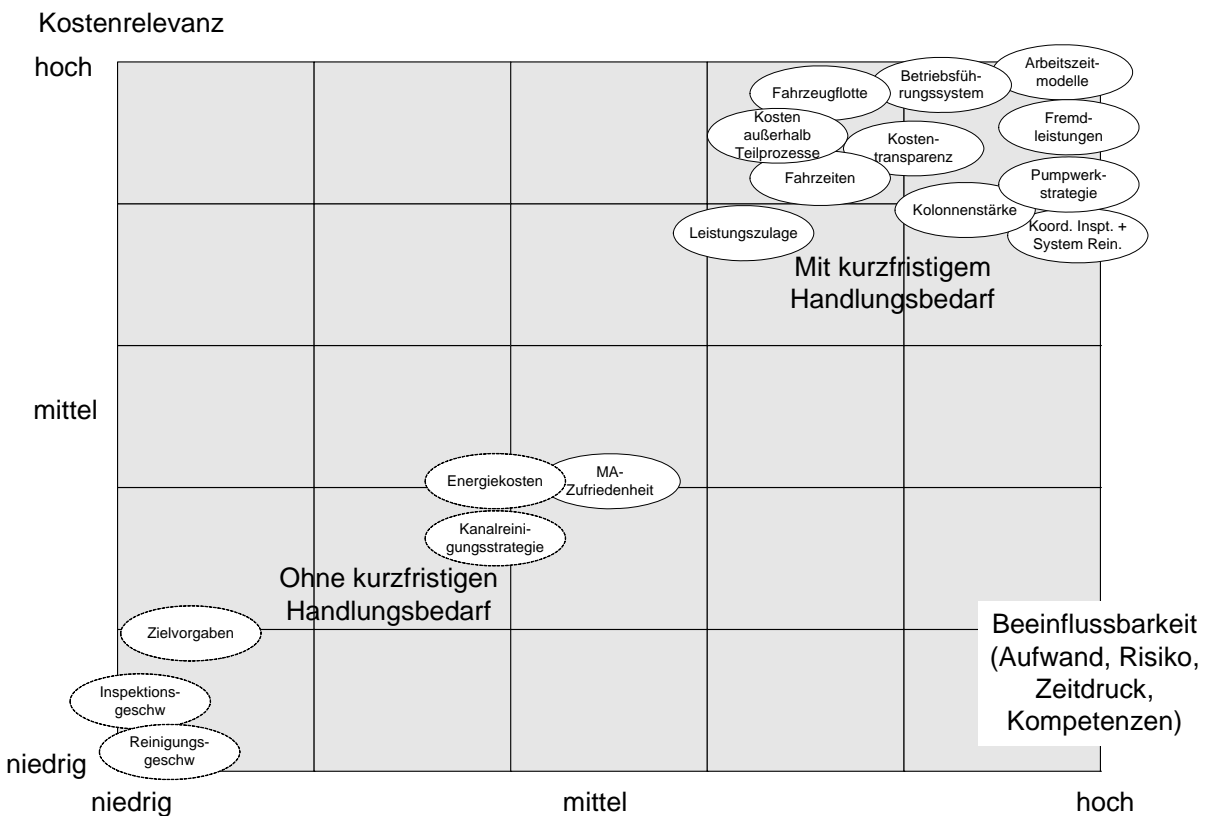 Kostenrelevanz
hoch
Arbeitszeit-
modelle
Betriebsfüh-
rungssystem
Fahrzeugflotte
Kosten
außerhalb
Teilprozesse
Fremd-
leistungen
Kosten-
transparenz
Fahrzeiten
Pumpwerk-
strategie
Kolonnenstärke
Koord. Inspt. +
System Rein.
Leistungszulage
Mit kurzfristigem
Handlungsbedarf
mittel
Energiekosten
MA-
Zufriedenheit
Kanalreini-
gungsstrategie
Ohne kurzfristigen
Handlungsbedarf
Zielvorgaben
Beeinflussbarkeit
(Aufwand, Risiko,
Zeitdruck,
Kompetenzen)
Inspektions-
geschw
Reinigungs-
geschw
niedrig
niedrig
mittel
hoch